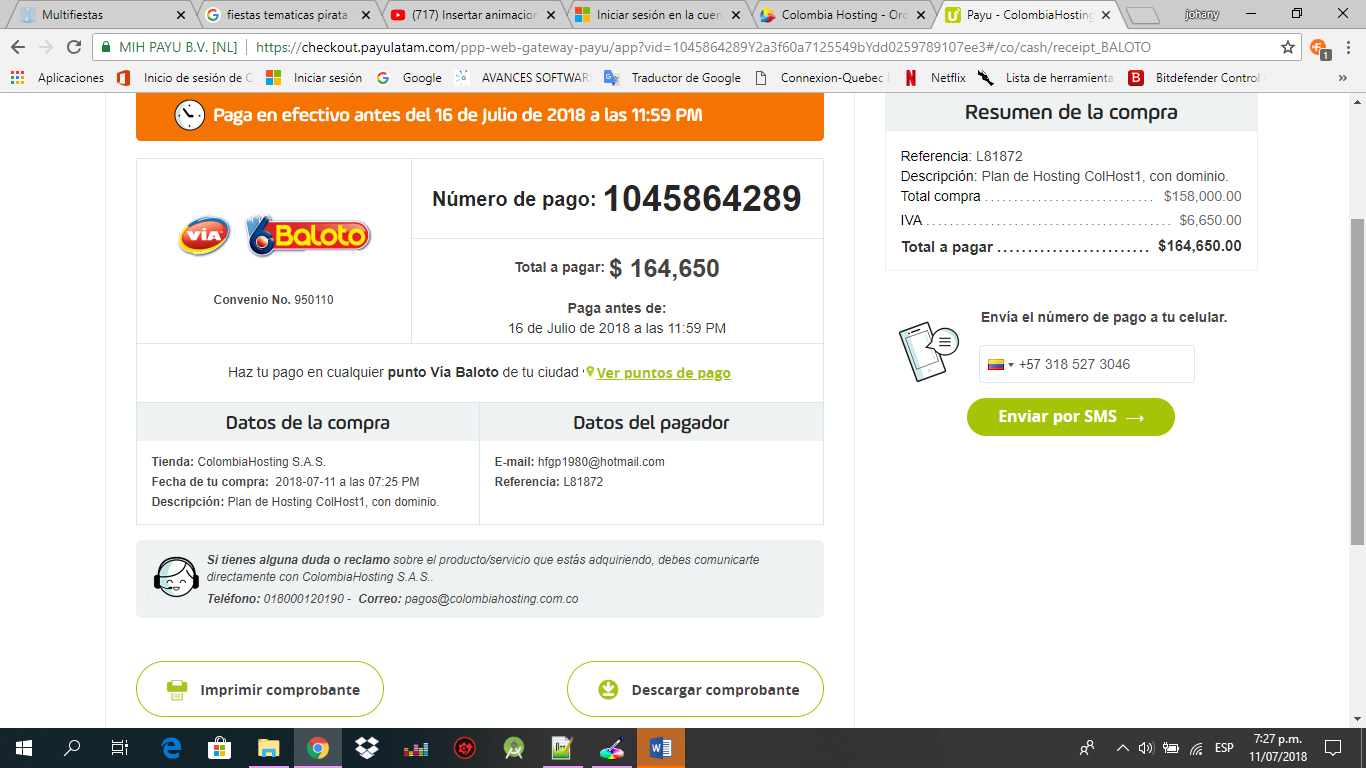 Multifiestas
fiestas tematicas pirata
(717) Insertar animacion
Iniciar sesión en la cuen
Colombia Hosting - Orc
Payu - ColombiaHosting
johany
MIH PAYU B.V. [NL]
https://checkout.payulatam.com/ppp-web-gateway-payu/app?vid=1045864289Y2a3f60a7125549bYdd0259789107ee3#/co/cash/receipt_BALOTO
1
Aplicaciones
Inicio de sesión de C
Iniciar sesión
Google
AVANCES SOFTWAR
Traductor de Google
Connexion-Quebec
Netflix
Lista de herramienta
Bitdefender Control
Paga en efectivo antes del 16 de Julio de 2018 a las 11:59 PM
VIA Baloto
Convenio No. 950110
Número de pago: 1045864289
Total a pagar: $ 164,650
Paga antes de:
16 de Julio de 2018 a las 11:59 PM
Haz tu pago en cualquier punto Vía Baloto de tu ciudad Ver puntos de pago
Datos de la compra
Tienda: ColombiaHosting S.A.S.
Fecha de tu compra: 2018-07-11 a las 07:25 PM
Descripción: Plan de Hosting ColHost1, con dominio.
Datos del pagador
E-mail: hfgp1980@hotmail.com
Referencia: L81872
Si tienes alguna duda o reclamo sobre el producto/servicio que estás adquiriendo, debes comunicarte
directamente con ColombiaHosting S.A.S..
Teléfono: 018000120190 - Correo: pagos@colombiahosting.com.co
Imprimir comprobante
Descargar comprobante
Resumen de la compra
Referencia: L81872
Descripción: Plan de Hosting ColHost1, con dominio.
Total compra $158,000.00
IVA $6,650.00
Total a pagar $164,650.00
Envía el número de pago a tu celular.
+57 318 527 3046
Enviar por SMS →
ESP
7:27 p.m.
11/07/2018